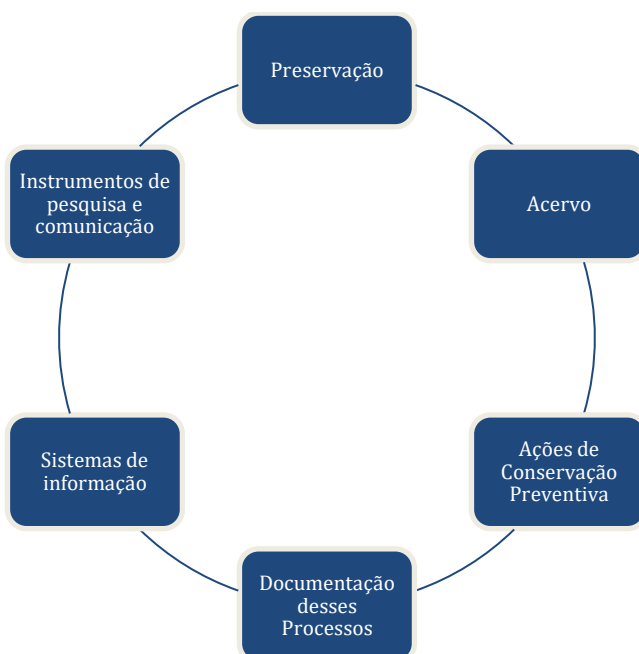 Preservação
Acervo
Ações de
Conservação
Preventiva
Documentação
desses
Processos
Sistemas de
informação
Instrumentos de
pesquisa e
comunicação